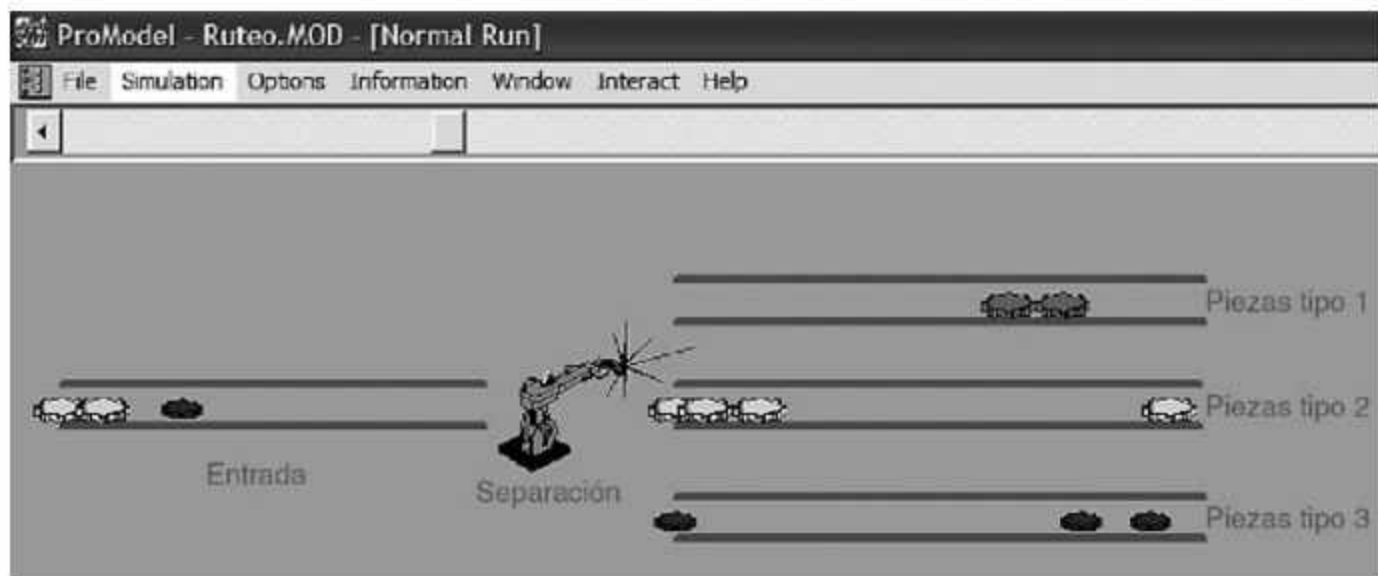 ProModel - Ruteo.MOD - [Normal Run]
File Simulation Options Information Window Interact Help
Piezas tipo 1
Piezas tipo 2
Entrada
Separación
Piezas tipo 3